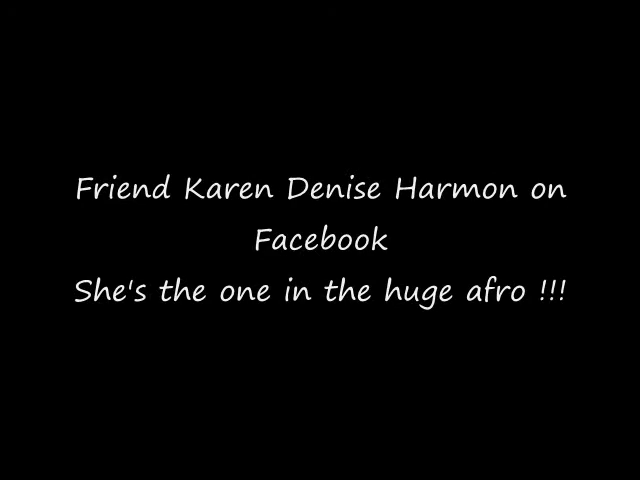 Friend Karen Denise Harmon on
Facebook
She's the one in the huge afro !!!